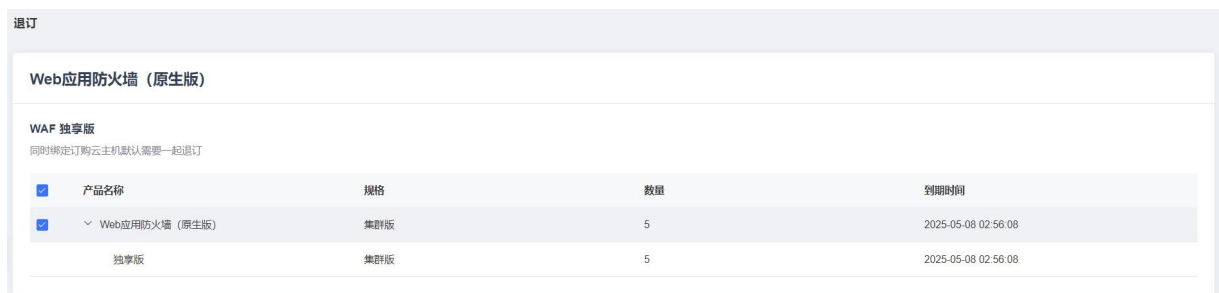 退订
Web应用防火墙（原生版）
WAF 独享版
同时绑定订购云主机默认需要一起退订
产品名称 规格 数量 到期时间
Web应用防火墙（原生版） 集群版 5 2025-05-08 02:56:08
独享版 集群版 5 2025-05-08 02:56:08